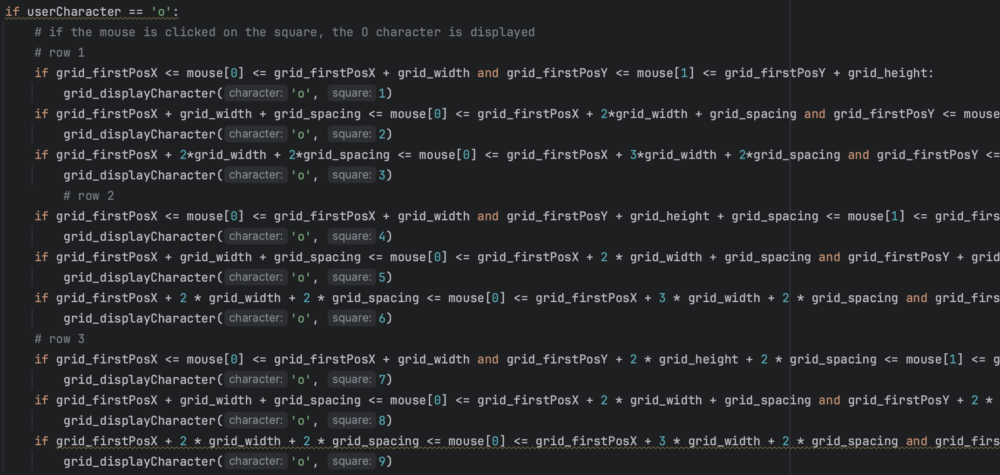 if userCharacter == 'o':
# if the mouse is clicked on the square, the O character is displayed
# row 1
if grid_firstPosX <= mouse[0] <= grid_firstPosX + grid_width and grid_firstPosY <= mouse[1] <= grid_firstPosY + grid_height:
grid_displayCharacter( character: 'o', square: 1)
if grid_firstPosX + grid_width + grid_spacing <= mouse[0] <= grid_firstPosX + 2*grid_width + grid_spacing and grid_firstPosY <= mouse
grid_displayCharacter( character: 'o', square: 2)
if grid_firstPosX + 2*grid_width + 2*grid_spacing <= mouse[0] <= grid_firstPosX + 3*grid_width + 2*grid_spacing and grid_firstPosY <=
grid_displayCharacter( character: 'o', square: 3)
# row 2
if grid_firstPosX <= mouse[0] <= grid_firstPosX + grid_width and grid_firstPosY + grid_height + grid_spacing <= mouse[1] <= grid_firs
grid_displayCharacter( character: 'o', square: 4)
if grid_firstPosX + grid_width + grid_spacing <= mouse[0] <= grid_firstPosX + 2 * grid_width + grid_spacing and grid_firstPosY + grid
grid_displayCharacter( character: 'o', square: 5)
if grid_firstPosX + 2 * grid_width + 2 * grid_spacing <= mouse[0] <= grid_firstPosX + 3 * grid_width + 2 * grid_spacing and grid_firs
grid_displayCharacter( character: 'o', square: 6)
# row 3
if grid_firstPosX <= mouse[0] <= grid_firstPosX + grid_width and grid_firstPosY + 2 * grid_height + 2 * grid_spacing <= mouse[1] <= g
grid_displayCharacter( character: 'o', square: 7)
if grid_firstPosX + grid_width + grid_spacing <= mouse[0] <= grid_firstPosX + 2 * grid_width + grid_spacing and grid_firstPosY + 2 *
grid_displayCharacter( character: 'o', square: 8)
if grid_firstPosX + 2 * grid_width + 2 * grid_spacing <= mouse[0] <= grid_firstPosX + 3 * grid_width + 2 * grid_spacing and grid_firs
grid_displayCharacter( character: 'o', square: 9)